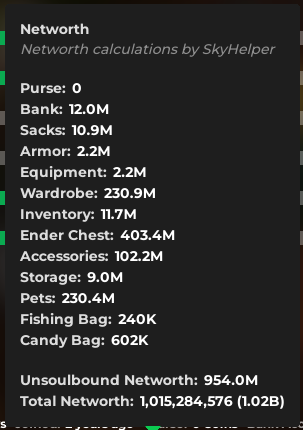 Networth
Networth calculations by SkyHelper
Purse: 0
Bank: 12.0M
Sacks: 10.9M
Armor: 2.2M
Equipment: 2.2M
Wardrobe: 230.9M
Inventory: 11.7M
Ender Chest: 403.4M
Accessories: 102.2M
Storage: 9.0M
Pets: 230.4M
Fishing Bag: 240K
Candy Bag: 602K
Unsoulbound Networth: 954.0M
Total Networth: 1,015,284,576 (1.02B)